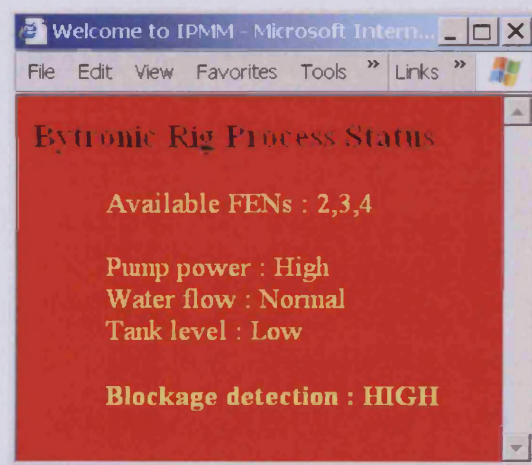 Welcome to IPMM - Microsoft Intern...
File Edit View Favorites Tools » Links »
Bytronic Rig Process Status
Available FENs : 2,3,4
Pump power : High
Water flow : Normal
Tank level : Low
Blockage detection : HIGH